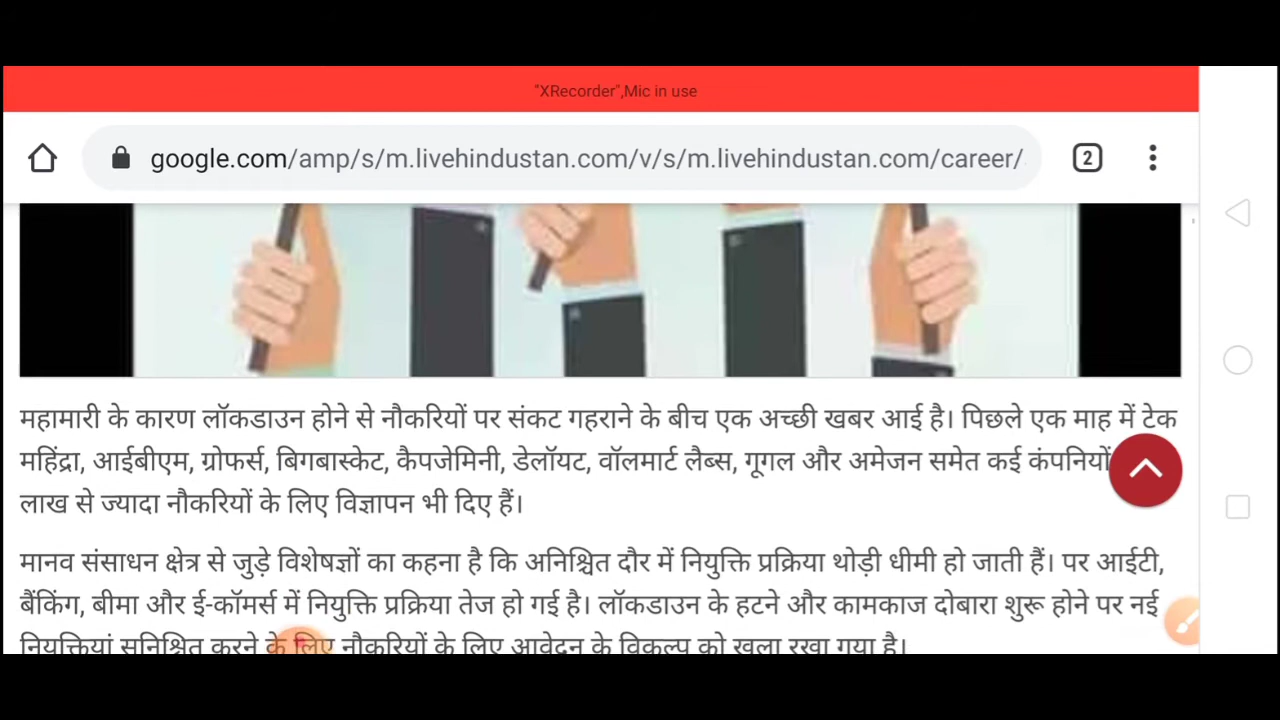 "XRecorder",Mic in use
google.com/amp/s/m.livehindustan.com/v/s/m.livehindustan.com/career/
2
महामारी के कारण लॉकडाउन होने से नौकरियों पर संकट गहराने के बीच एक अच्छी खबर आई है। पिछले एक माह में टेक
महिंद्रा, आईबीएम, ग्रोफर्स, बिगबास्केट, कैपजेमिनी, डेलॉयट, वॉलमार्ट लैब्स, गूगल और अमेजन समेत कई कंपनियों
लाख से ज्यादा नौकरियों के लिए विज्ञापन भी दिए हैं।
मानव संसाधन क्षेत्र से जुड़े विशेषज्ञों का कहना है कि अनिश्चित दौर में नियुक्ति प्रक्रिया थोड़ी धीमी हो जाती हैं। पर आईटी,
बैंकिंग, बीमा और ई-कॉमर्स में नियुक्ति प्रक्रिया तेज हो गई है। लॉकडाउन के हटने और कामकाज दोबारा शुरू होने पर नई
नियुक्तियां सुनिश्चित करने के लिए नौकरियों के लिए आवेदन के विकल्प को खुला रखा गया है।